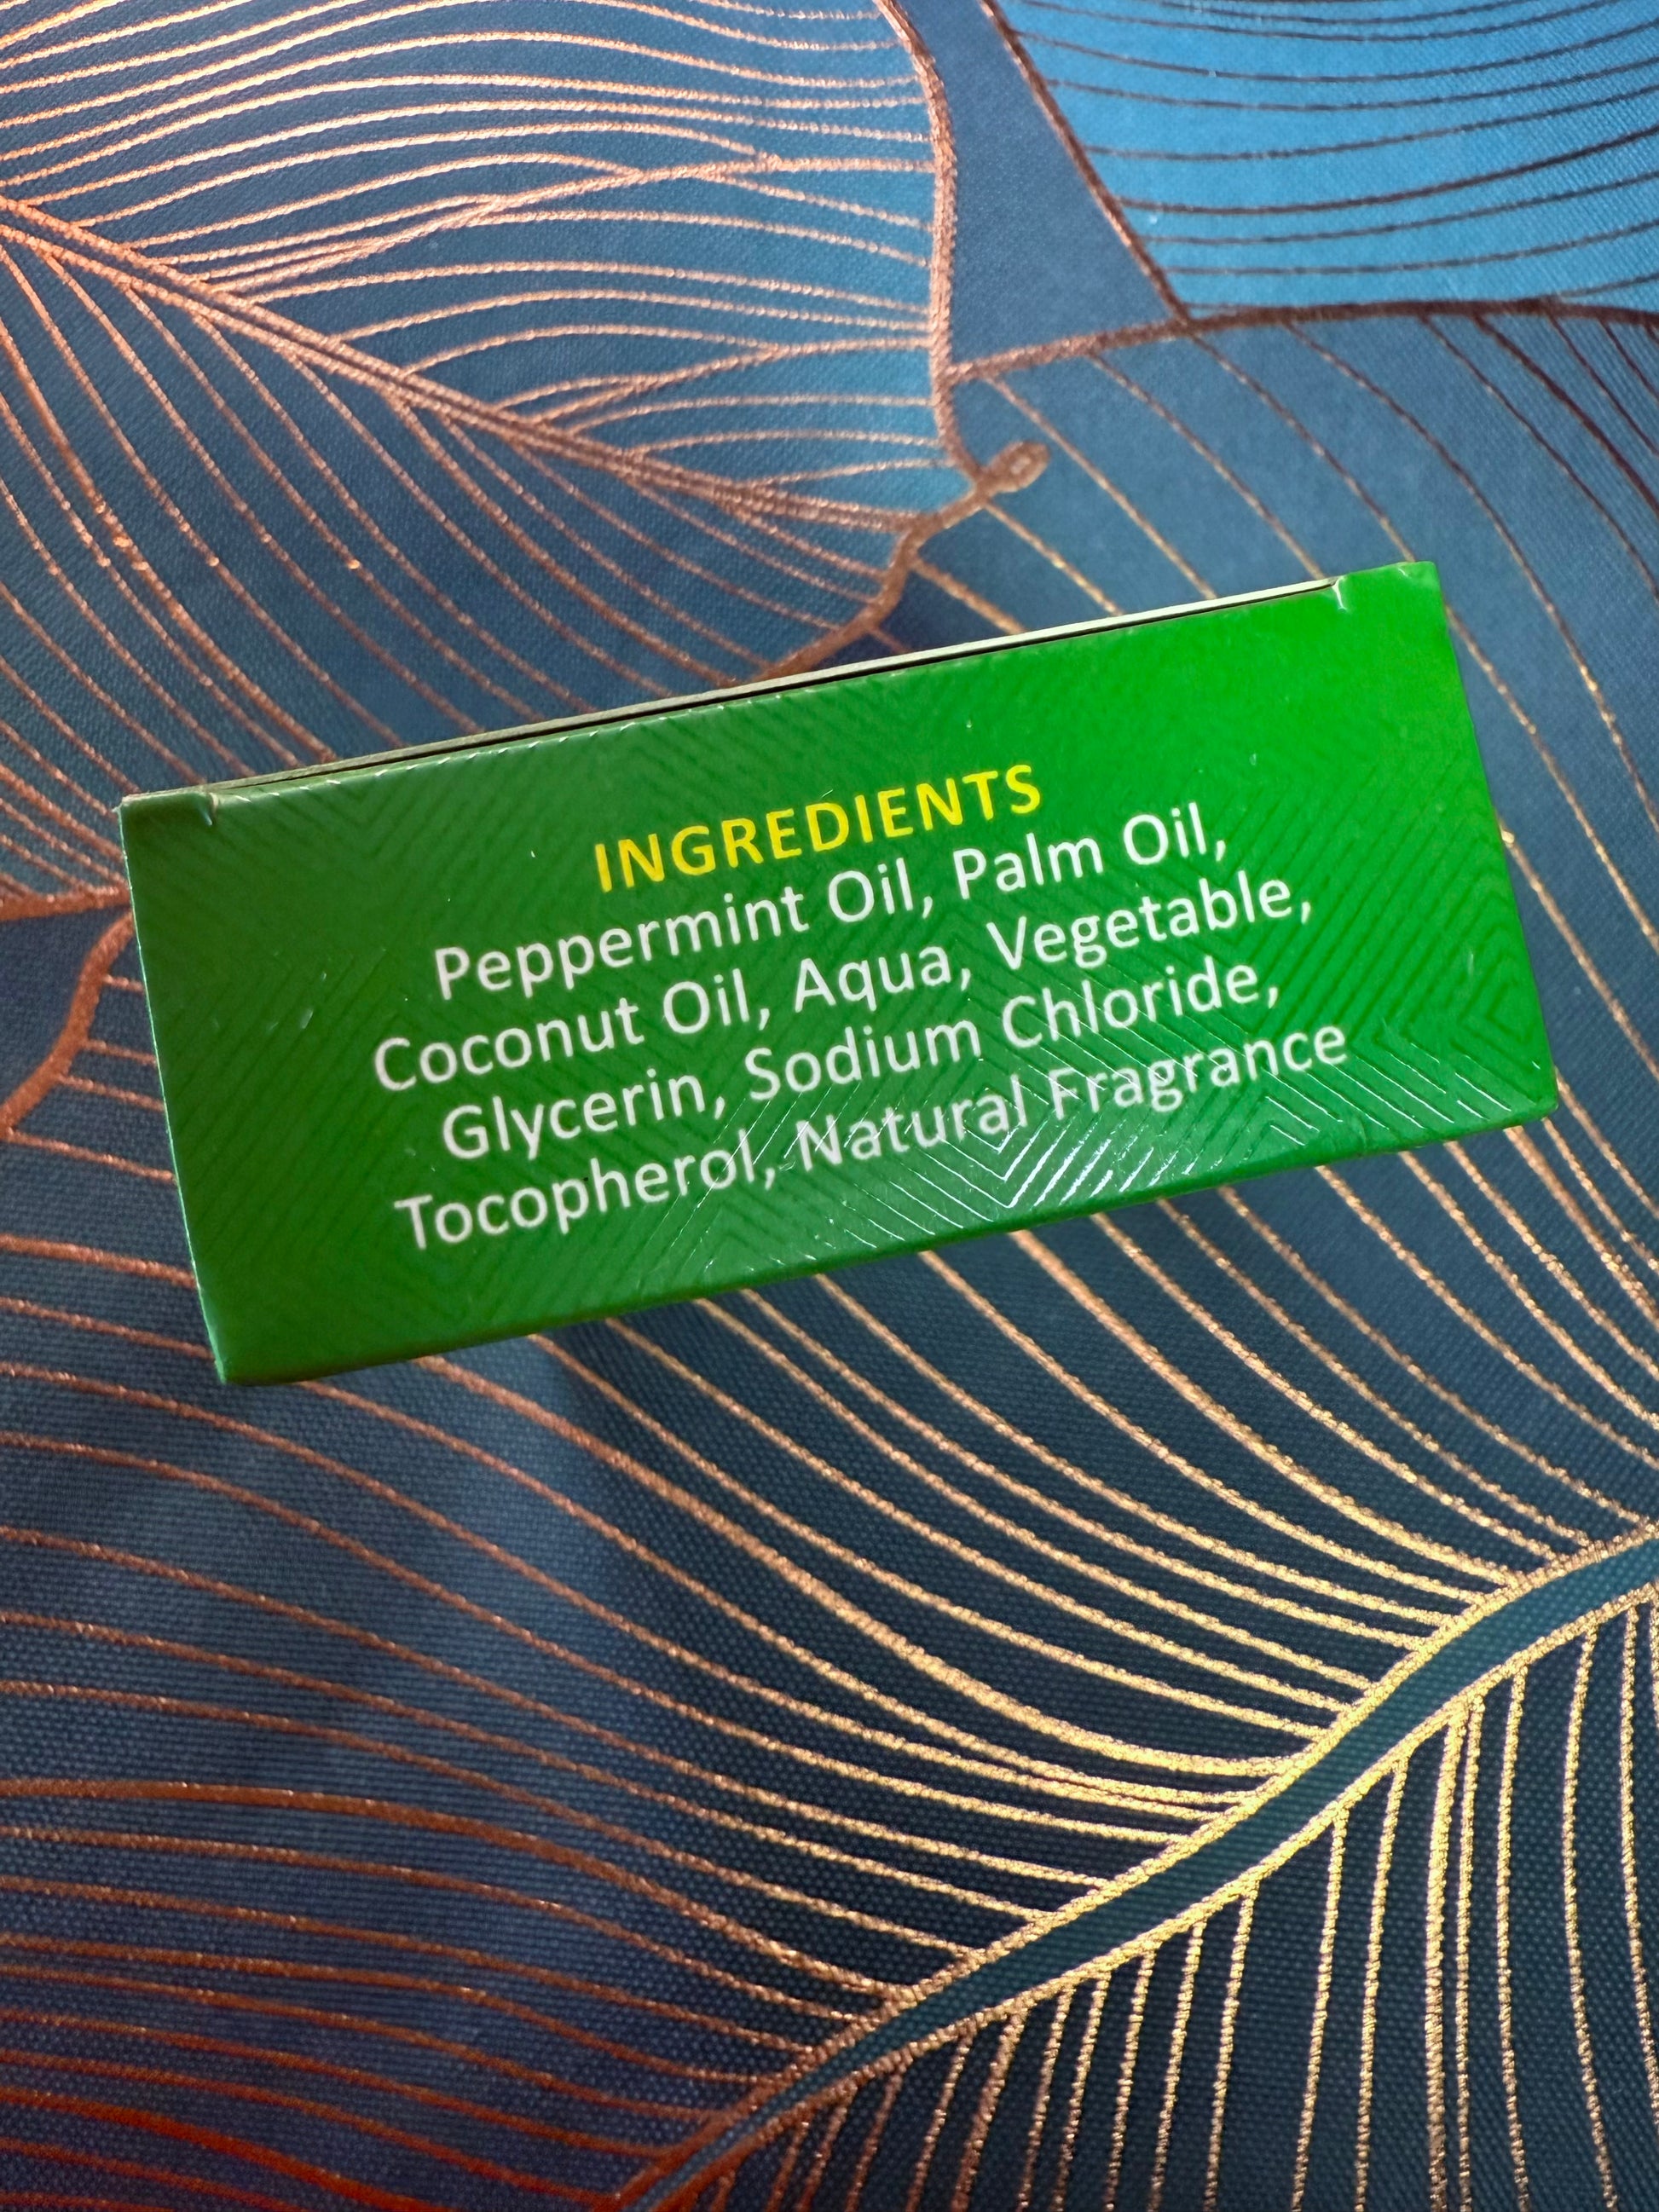 INGREDIENTS
Peppermint Oil, Palm Oil,
Coconut Oil, Aqua, Vegetable,
Glycerin, Sodium Chloride,
Tocopherol, Natural Fragrance